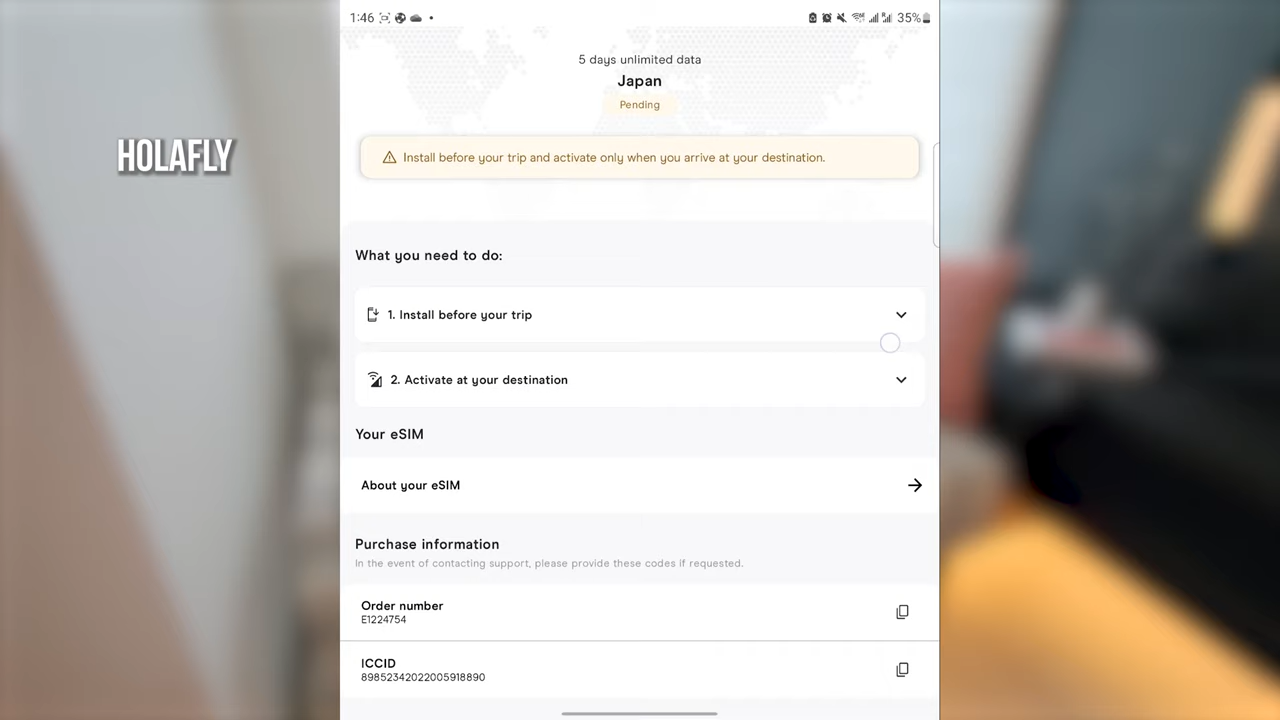 1:46
35%
HOLAFLY
5 days unlimited data
Japan
Pending
Install before your trip and activate only when you arrive at your destination.
What you need to do:
1. Install before your trip
2. Activate at your destination
Your eSIM
About your eSIM
Purchase information
In the event of contacting support, please provide these codes if requested.
Order number
E1224754
ICCID
89852342022005918890